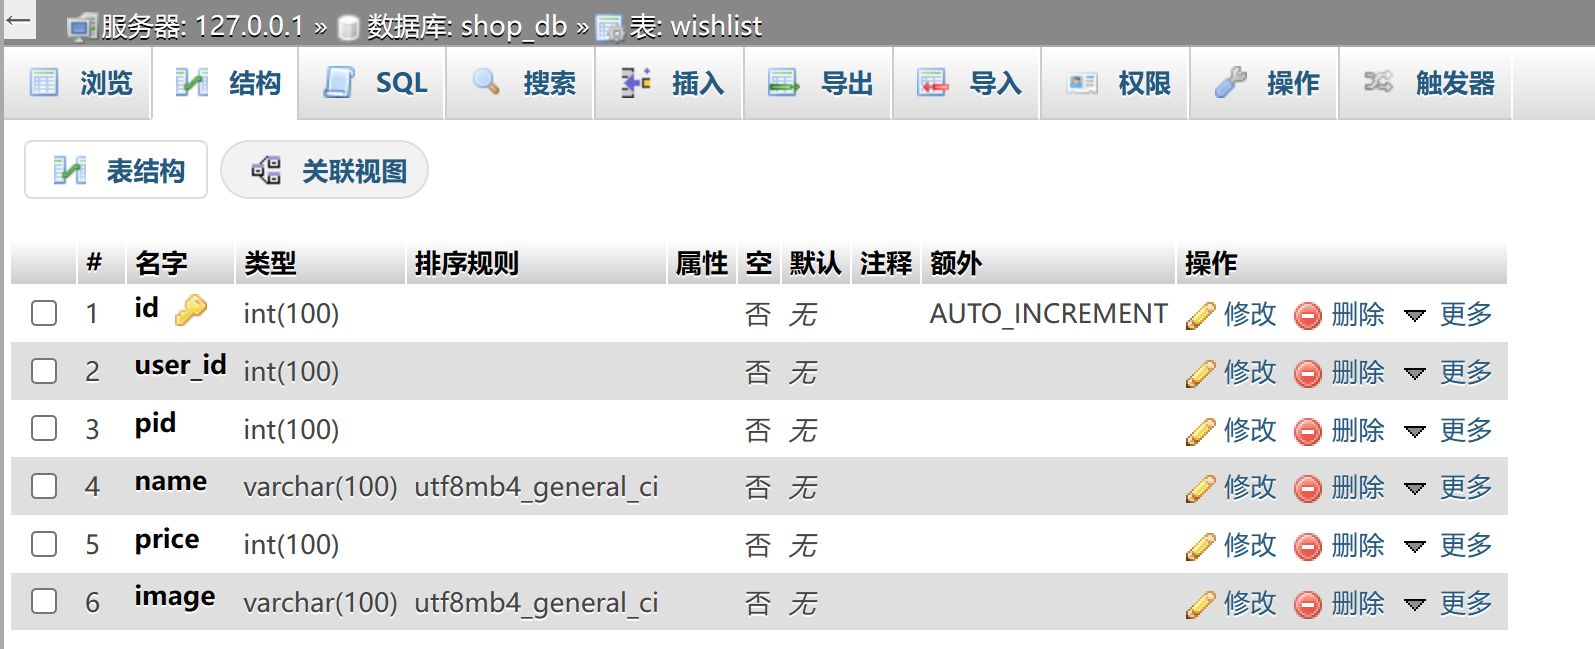 ← 服务器: 127.0.0.1 » 数据库: shop_db » 表: wishlist
浏览 结构 SQL 搜索 插入 导出 导入 权限 操作 触发器
表结构 关联视图
# 名字 类型 排序规则 属性 空 默认 注释 额外 操作
1 id int(100) 否 无 AUTO_INCREMENT 修改 删除 更多
2 user_id int(100) 否 无 修改 删除 更多
3 pid int(100) 否 无 修改 删除 更多
4 name varchar(100) utf8mb4_general_ci 否 无 修改 删除 更多
5 price int(100) 否 无 修改 删除 更多
6 image varchar(100) utf8mb4_general_ci 否 无 修改 删除 更多